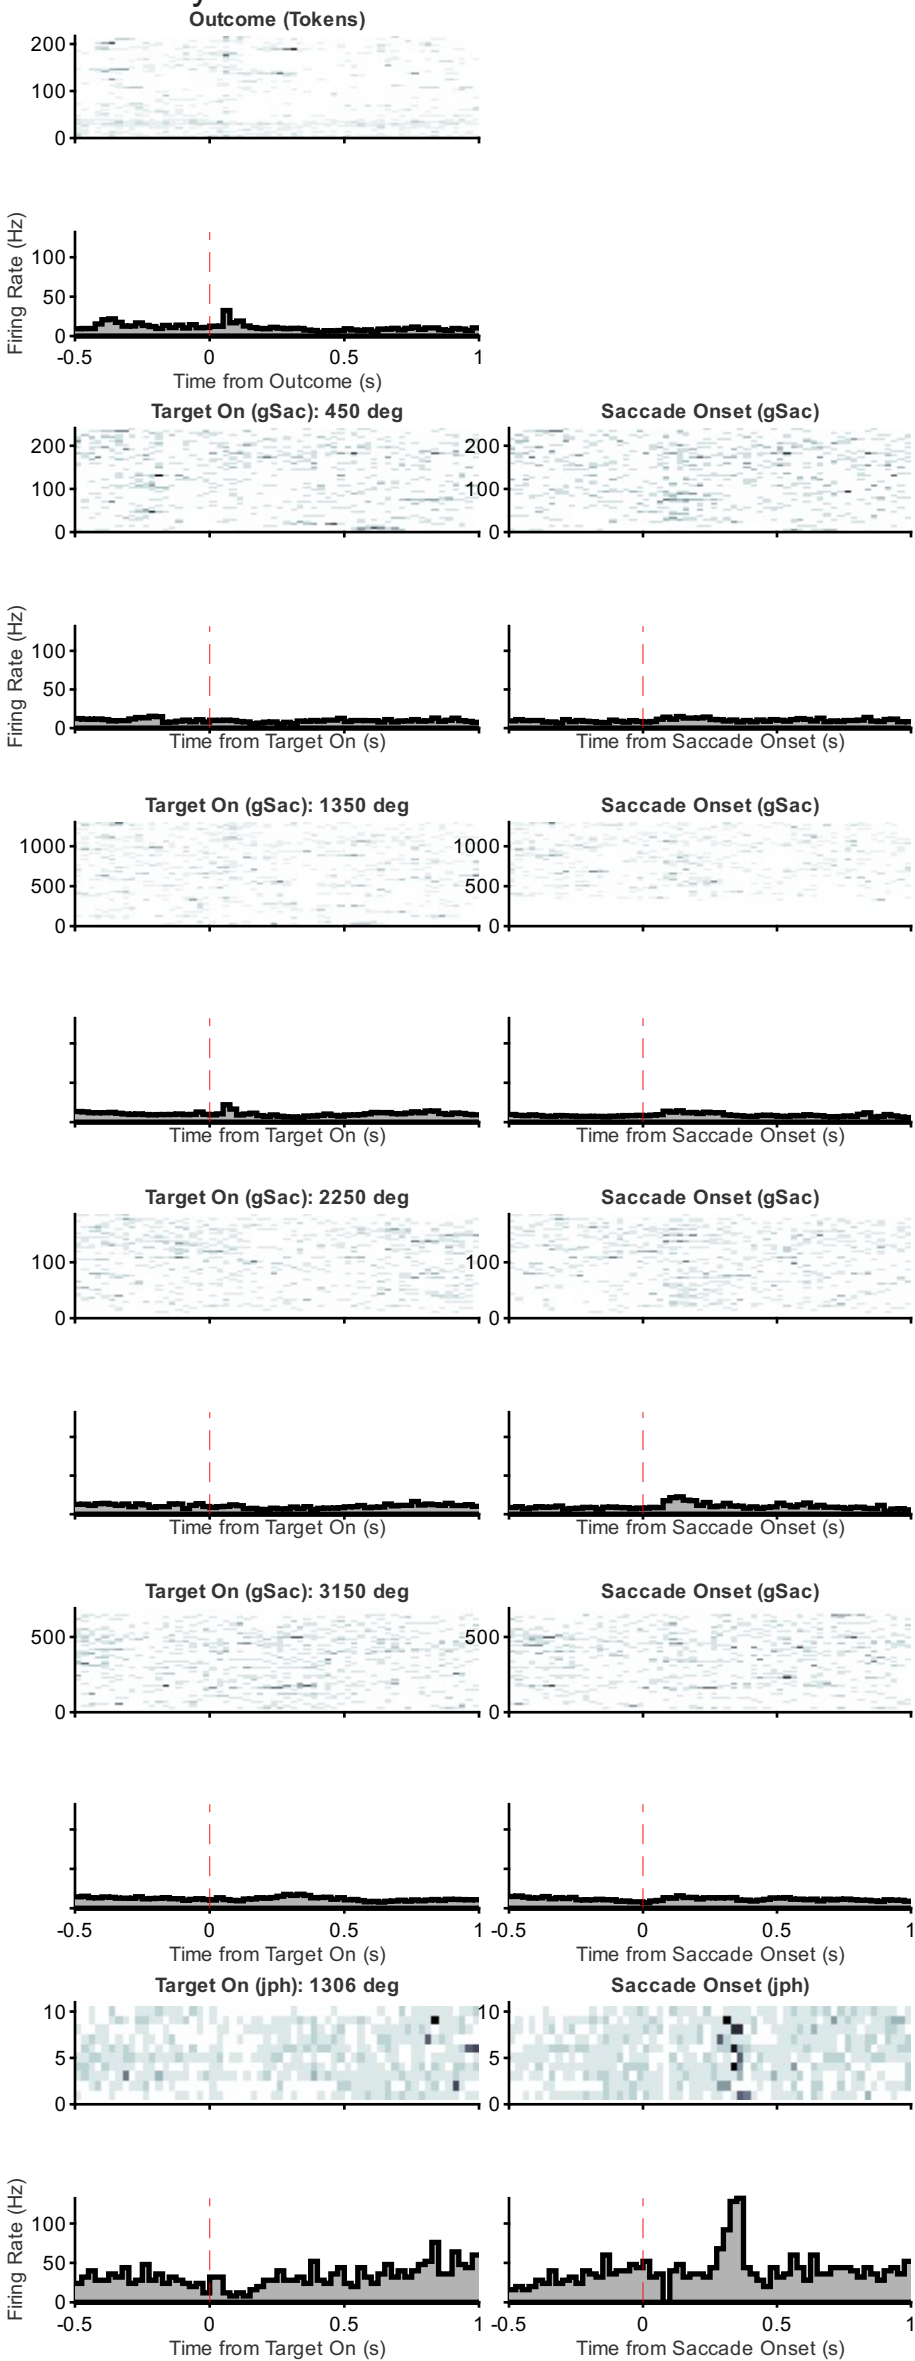 y
Outcome (Tokens)
200
100
0
Firing Rate (Hz)
100
50
0
-0.5 0 0.5 1
Time from Outcome (s)
Target On (gSac): 450 deg Saccade Onset (gSac)
200 200
100 100
0 0
Firing Rate (Hz)
100
50
0
Time from Target On (s) Time from Saccade Onset (s)
Target On (gSac): 1350 deg Saccade Onset (gSac)
1000 1000
500 500
0 0
Time from Target On (s) Time from Saccade Onset (s)
Target On (gSac): 2250 deg Saccade Onset (gSac)
100 100
0 0
Time from Target On (s) Time from Saccade Onset (s)
Target On (gSac): 3150 deg Saccade Onset (gSac)
500 500
0 0
-0.5 0 0.5 1 -0.5 0 0.5 1
Time from Target On (s) Time from Saccade Onset (s)
Target On (jph): 1306 deg Saccade Onset (jph)
10 10
5 5
0 0
Firing Rate (Hz)
100
50
0
-0.5 0 0.5 1 -0.5 0 0.5 1
Time from Target On (s) Time from Saccade Onset (s)